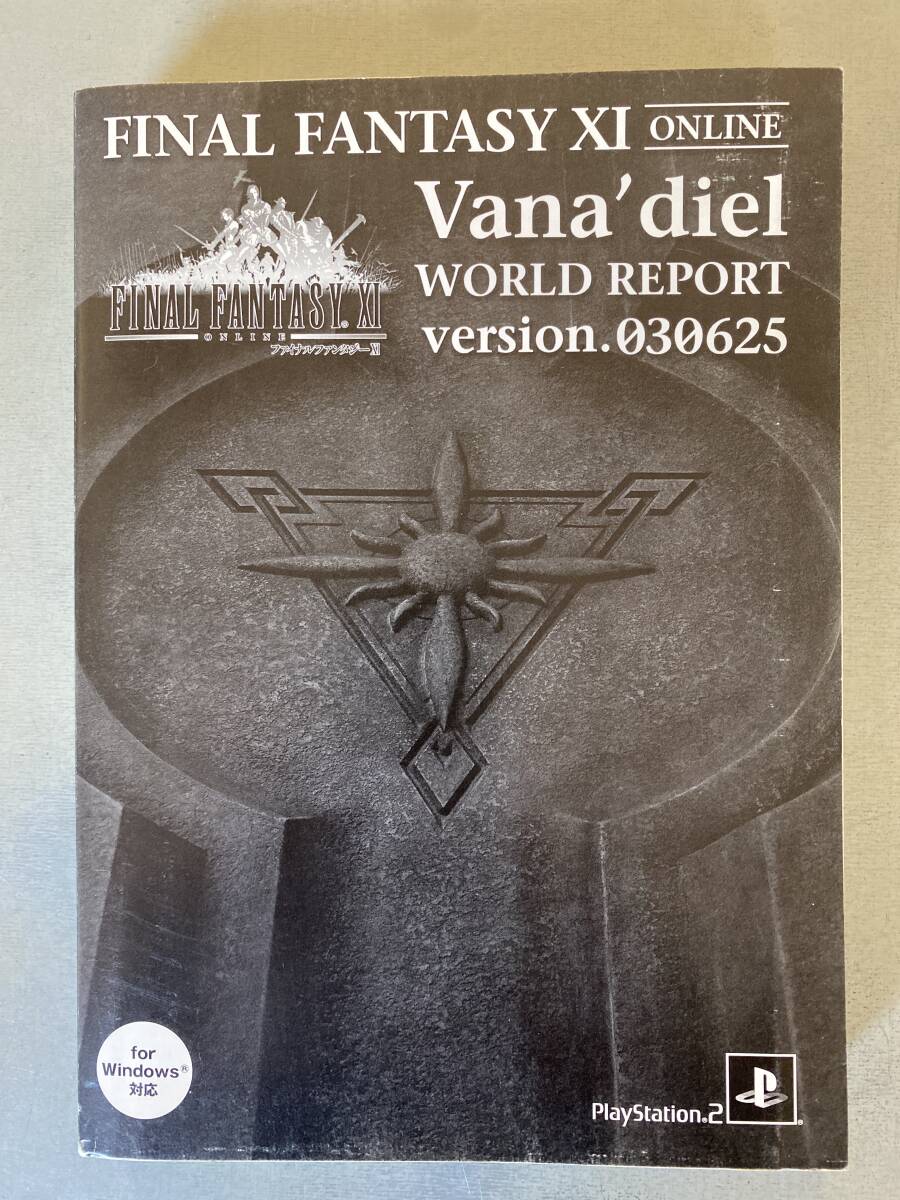 FINAL FANTASY XI ONLINE
Vana'diel
WORLD REPORT
version.030625
FINAL FANTASY® XI
ONLINE
ファイナルファンタジーXI
for
Windows®
対応
PlayStation®2